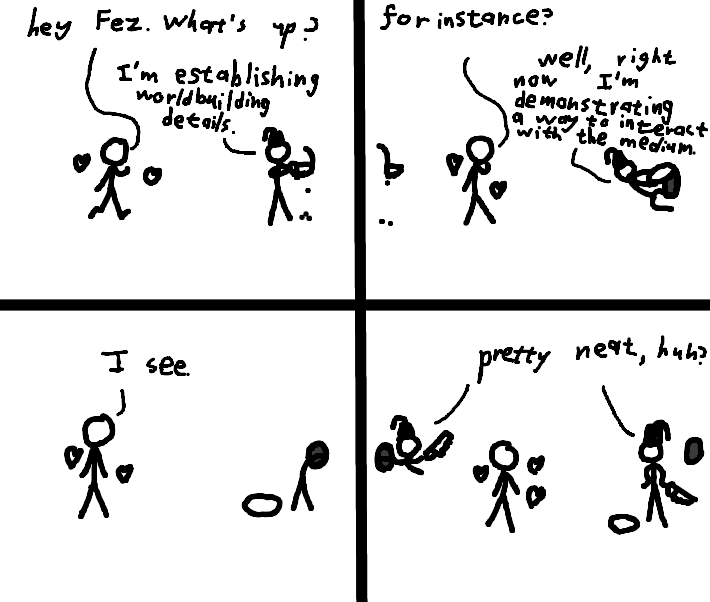 hey Fez. What's up?
I'm establishing
worldbuilding
details.
for instance?
well, right
now I'm
demonstrating
a way to interact
with the medium.
I see.
pretty neat, huh?